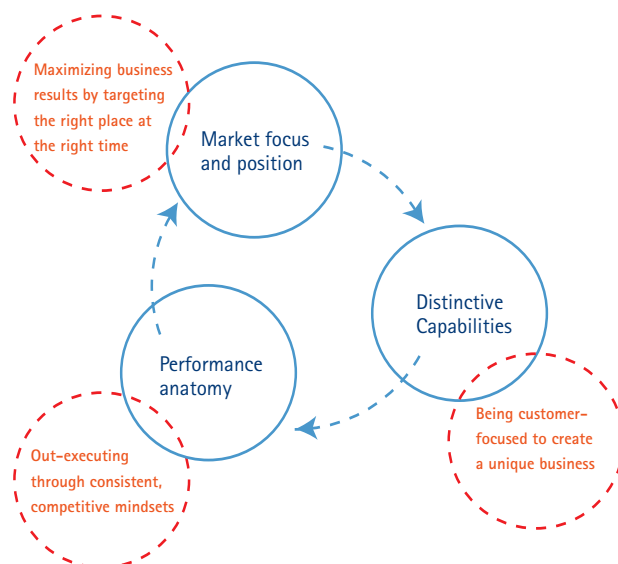 Maximizing business
results by targeting
the right place at
the right time
Market focus
and position
Distinctive
Capabilities
Performance
anatomy
Being customer-
focused to create
a unique business
Out-executing
through consistent,
competitive mindsets